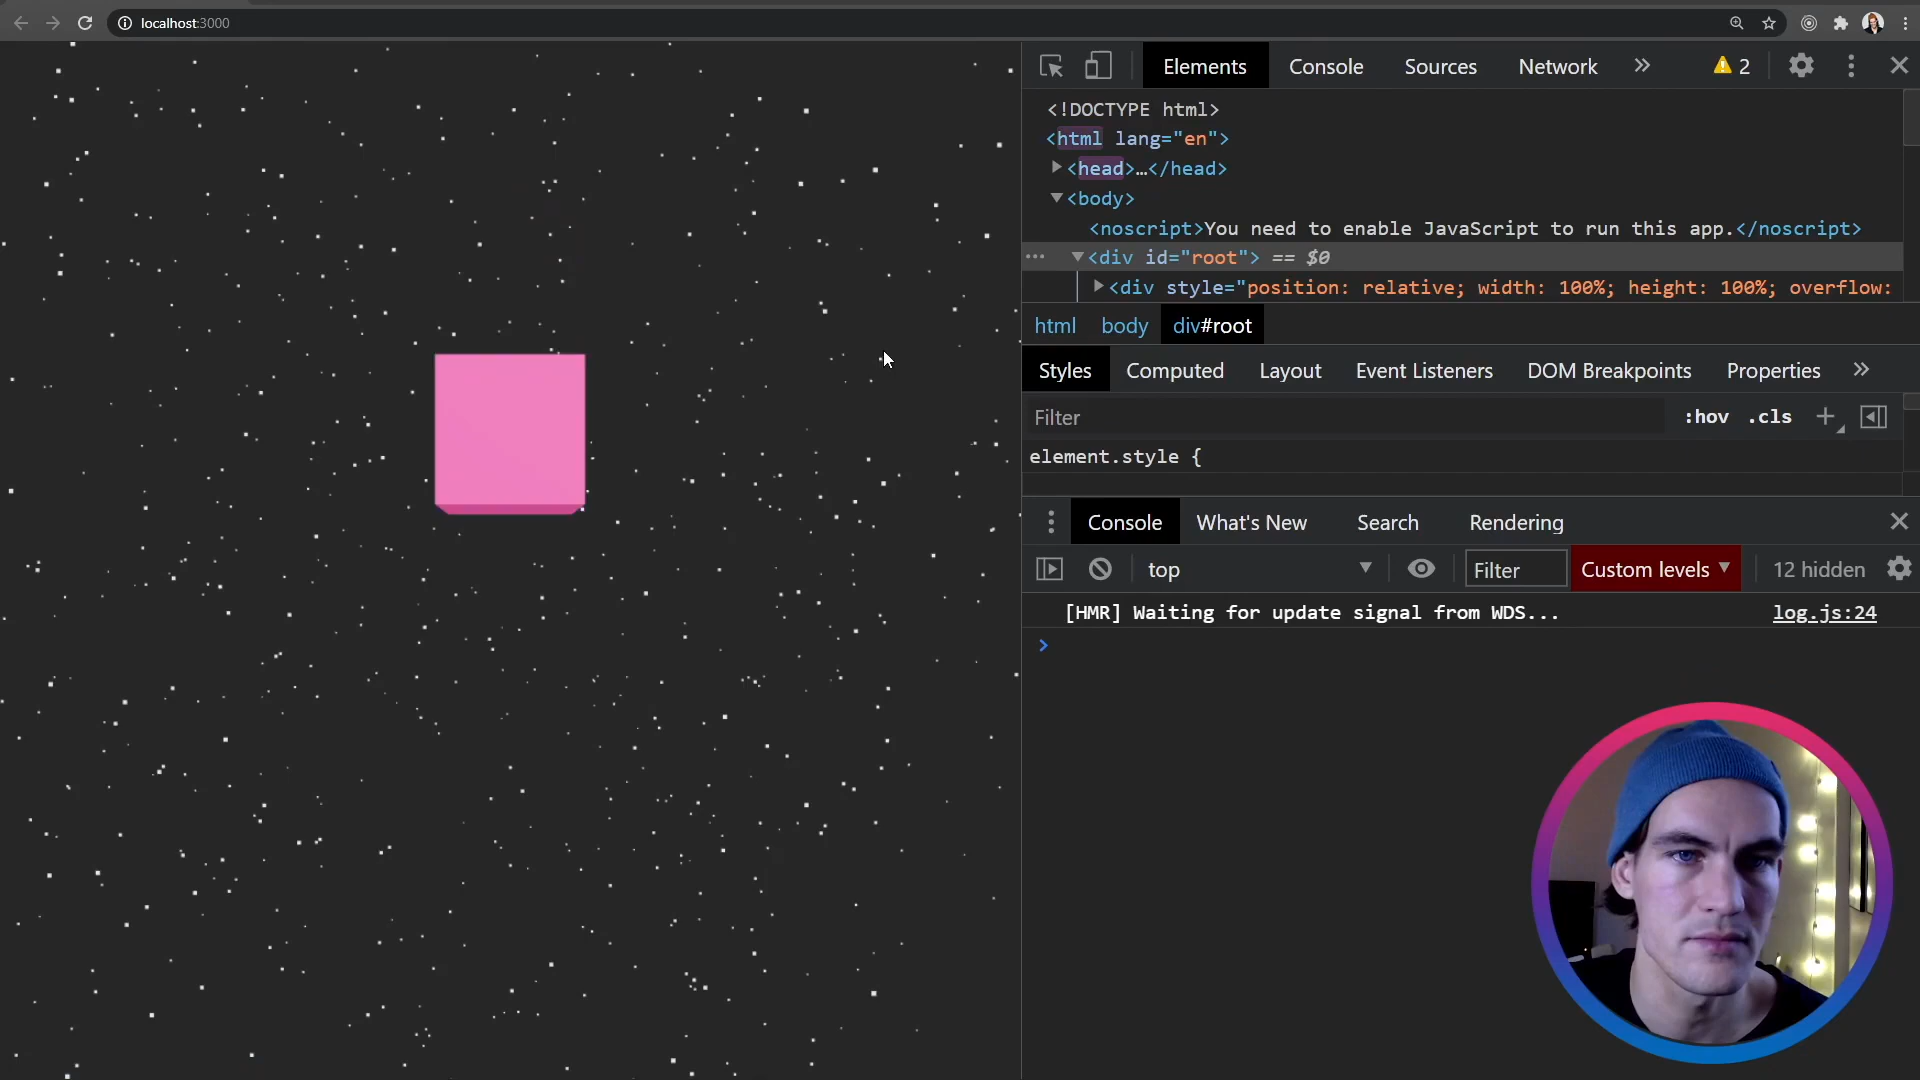 localhost:3000
Elements
Console
Sources
Network
2
<!DOCTYPE html>
<html lang="en">
<head>…</head>
<body>
<noscript>You need to enable JavaScript to run this app.</noscript>
<div id="root"> == $0
<div style="position: relative; width: 100%; height: 100%; overflow:
html
body
div#root
Styles
Computed
Layout
Event Listeners
DOM Breakpoints
Properties
Filter
:hov
.cls
element.style {
Console
What's New
Search
Rendering
top
Filter
Custom levels
12 hidden
[HMR] Waiting for update signal from WDS...
log.js:24